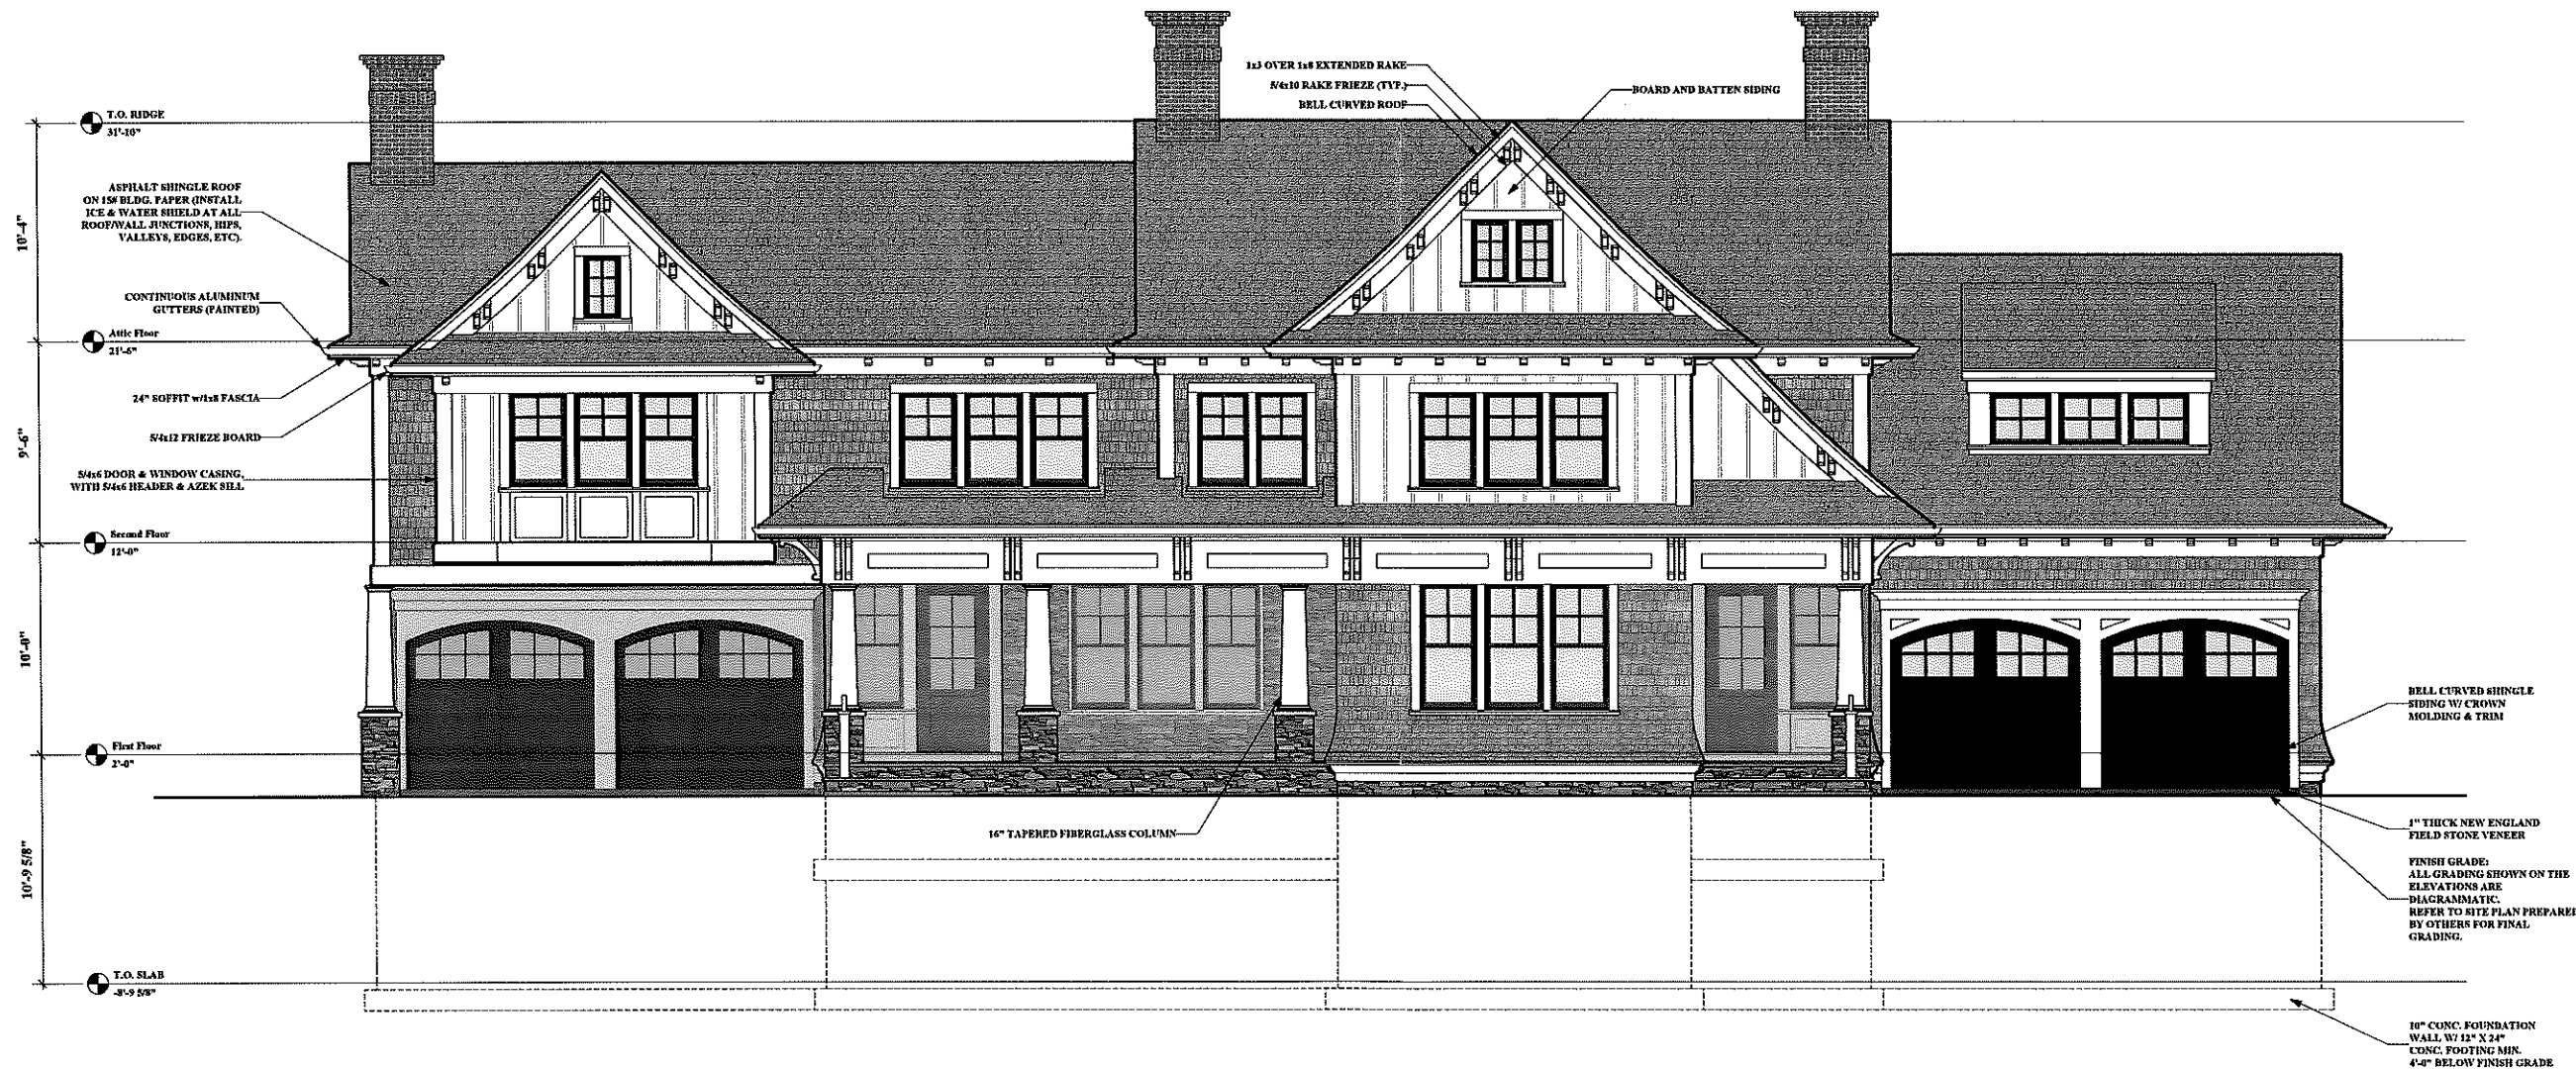 1x3 OVER 1x8 EXTENDED RAKE
5/4x10 RAKE FRIEZE (TYP.)
BELL CURVED ROOF
BOARD AND BATTEN SIDING
T.O. RIDGE
31'-10"
ASPHALT SHINGLE ROOF
ON 15# BLDG. PAPER (INSTALL
ICE & WATER SHIELD AT ALL
ROOF/WALL JUNCTIONS, HIPS,
VALLEYS, EDGES, ETC).
10'-4"
CONTINUOUS ALUMINUM
GUTTERS (PAINTED)
Attic Floor
21'-6"
24" SOFFIT w/1x8 FASCIA
9'-6"
5/4x12 FRIEZE BOARD
5/4x6 DOOR & WINDOW CASING,
WITH 5/4x6 HEADER & AZEK SILL
Second Floor
12'-0"
10'-0"
BELL CURVED SHINGLE
SIDING W/ CROWN
MOLDING & TRIM
First Floor
2'-0"
16" TAPERED FIBERGLASS COLUMN
1" THICK NEW ENGLAND
FIELD STONE VENEER
10'-9 5/8"
FINISH GRADE:
ALL GRADING SHOWN ON THE
ELEVATIONS ARE
DIAGRAMMATIC.
REFER TO SITE PLAN PREPARED
BY OTHERS FOR FINAL
GRADING.
T.O. SLAB
-8'-9 5/8"
10" CONC. FOUNDATION
WALL W/ 12" X 24"
CONC. FOOTING MIN.
4'-0" BELOW FINISH GRADE